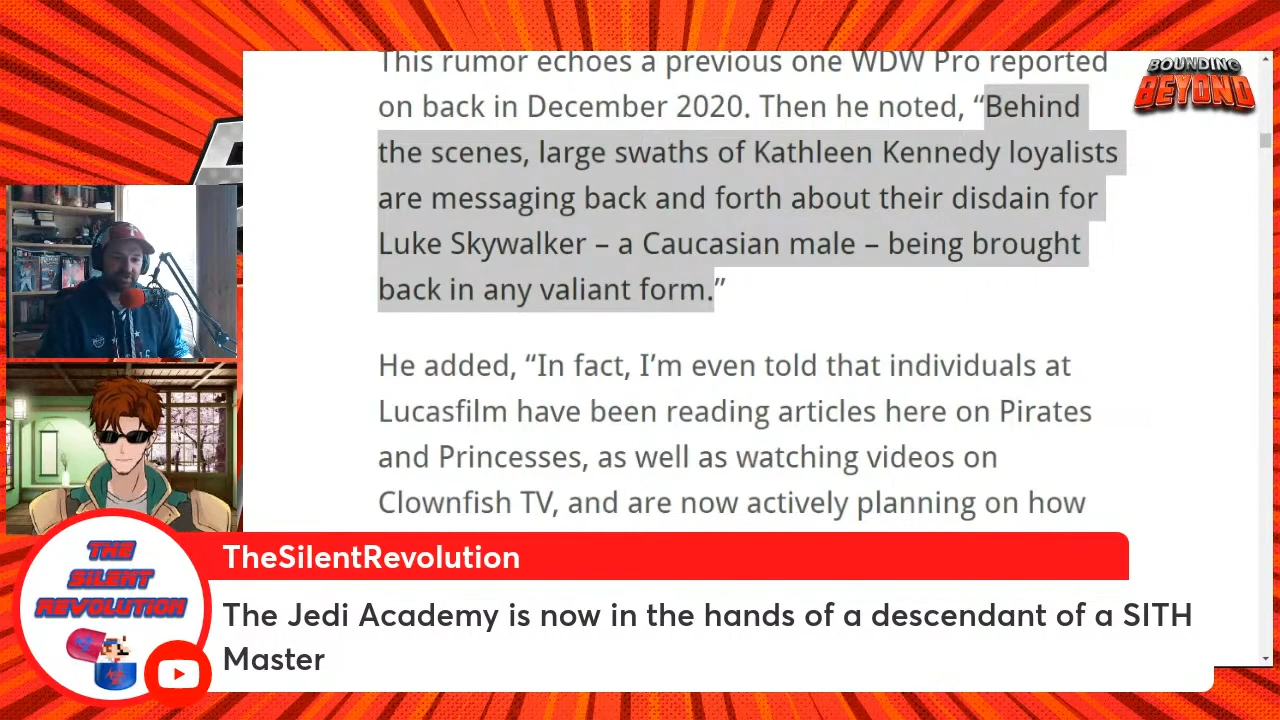 This rumor echoes a previous one WDW Pro reported
on back in December 2020. Then he noted, “Behind
the scenes, large swaths of Kathleen Kennedy loyalists
are messaging back and forth about their disdain for
Luke Skywalker – a Caucasian male – being brought
back in any valiant form.”
He added, “In fact, I’m even told that individuals at
Lucasfilm have been reading articles here on Pirates
and Princesses, as well as watching videos on
Clownfish TV, and are now actively planning on how
BOUNDING
BEYOND
THE
SILENT
REVOLUTION
TheSilentRevolution
The Jedi Academy is now in the hands of a descendant of a SITH
Master